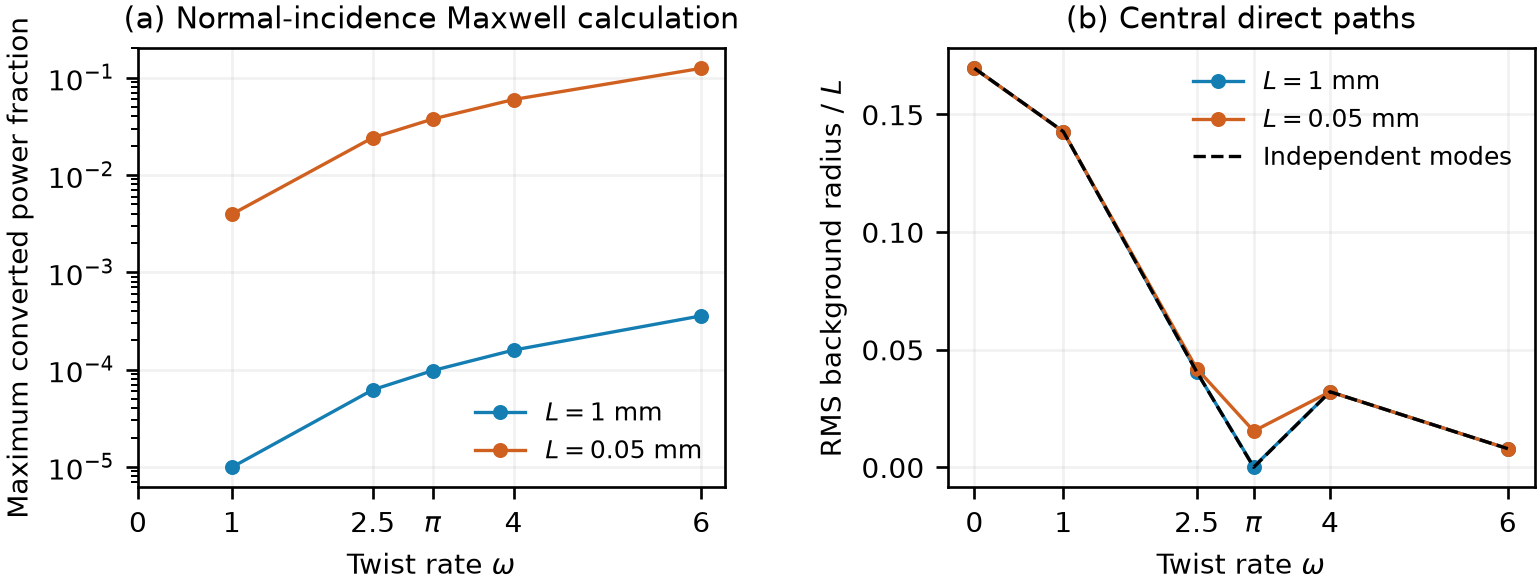 (a) Normal-incidence Maxwell calculation
Maximum converted power fraction
10⁻¹
10⁻²
10⁻³
10⁻⁴
10⁻⁵
L = 1 mm
L = 0.05 mm
0 1 2.5 π 4 6
Twist rate ω
(b) Central direct paths
RMS background radius / L
0.15
0.10
0.05
0.00
L = 1 mm
L = 0.05 mm
Independent modes
0 1 2.5 π 4 6
Twist rate ω